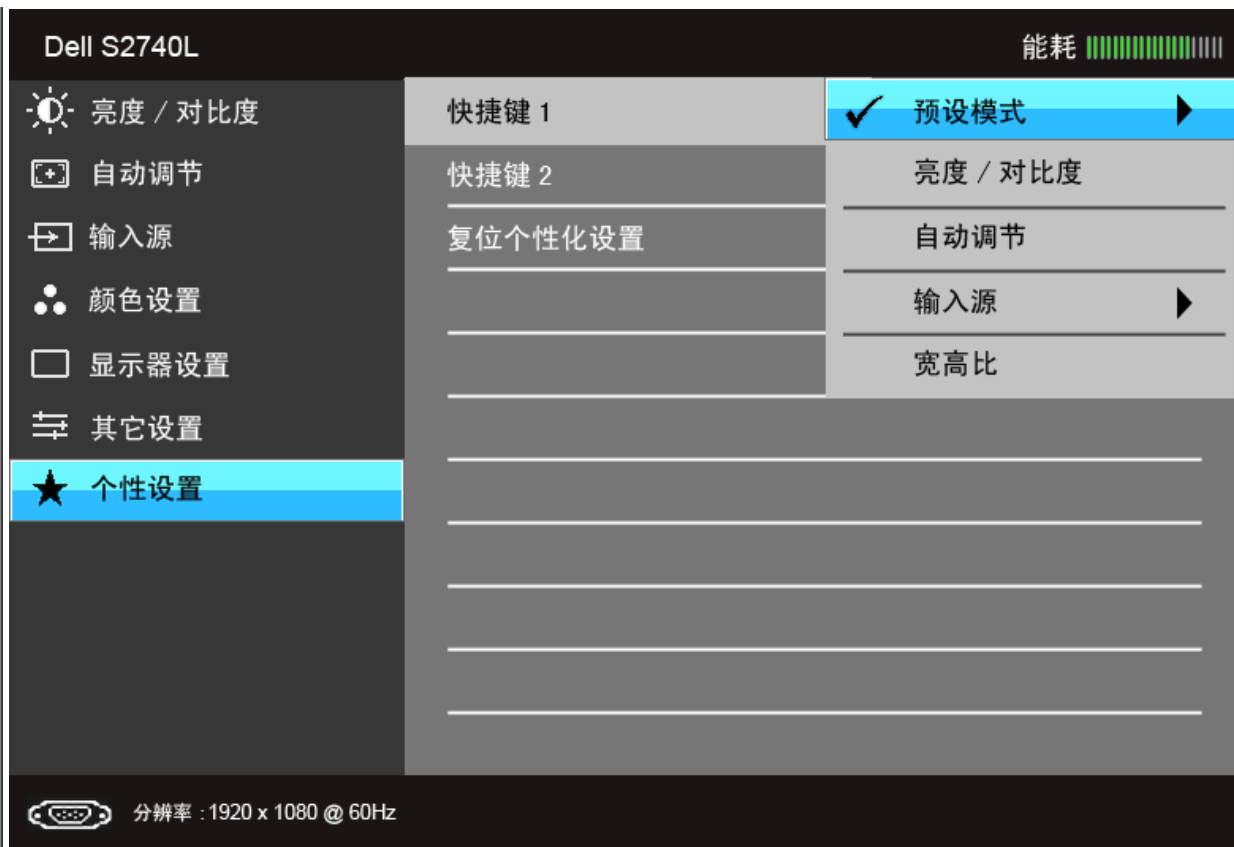 Dell S2740L
能耗
亮度 / 对比度
自动调节
输入源
颜色设置
显示器设置
其它设置
个性设置
快捷键 1
快捷键 2
复位个性化设置
预设模式
亮度 / 对比度
自动调节
输入源
宽高比
分辨率 : 1920 x 1080 @ 60Hz